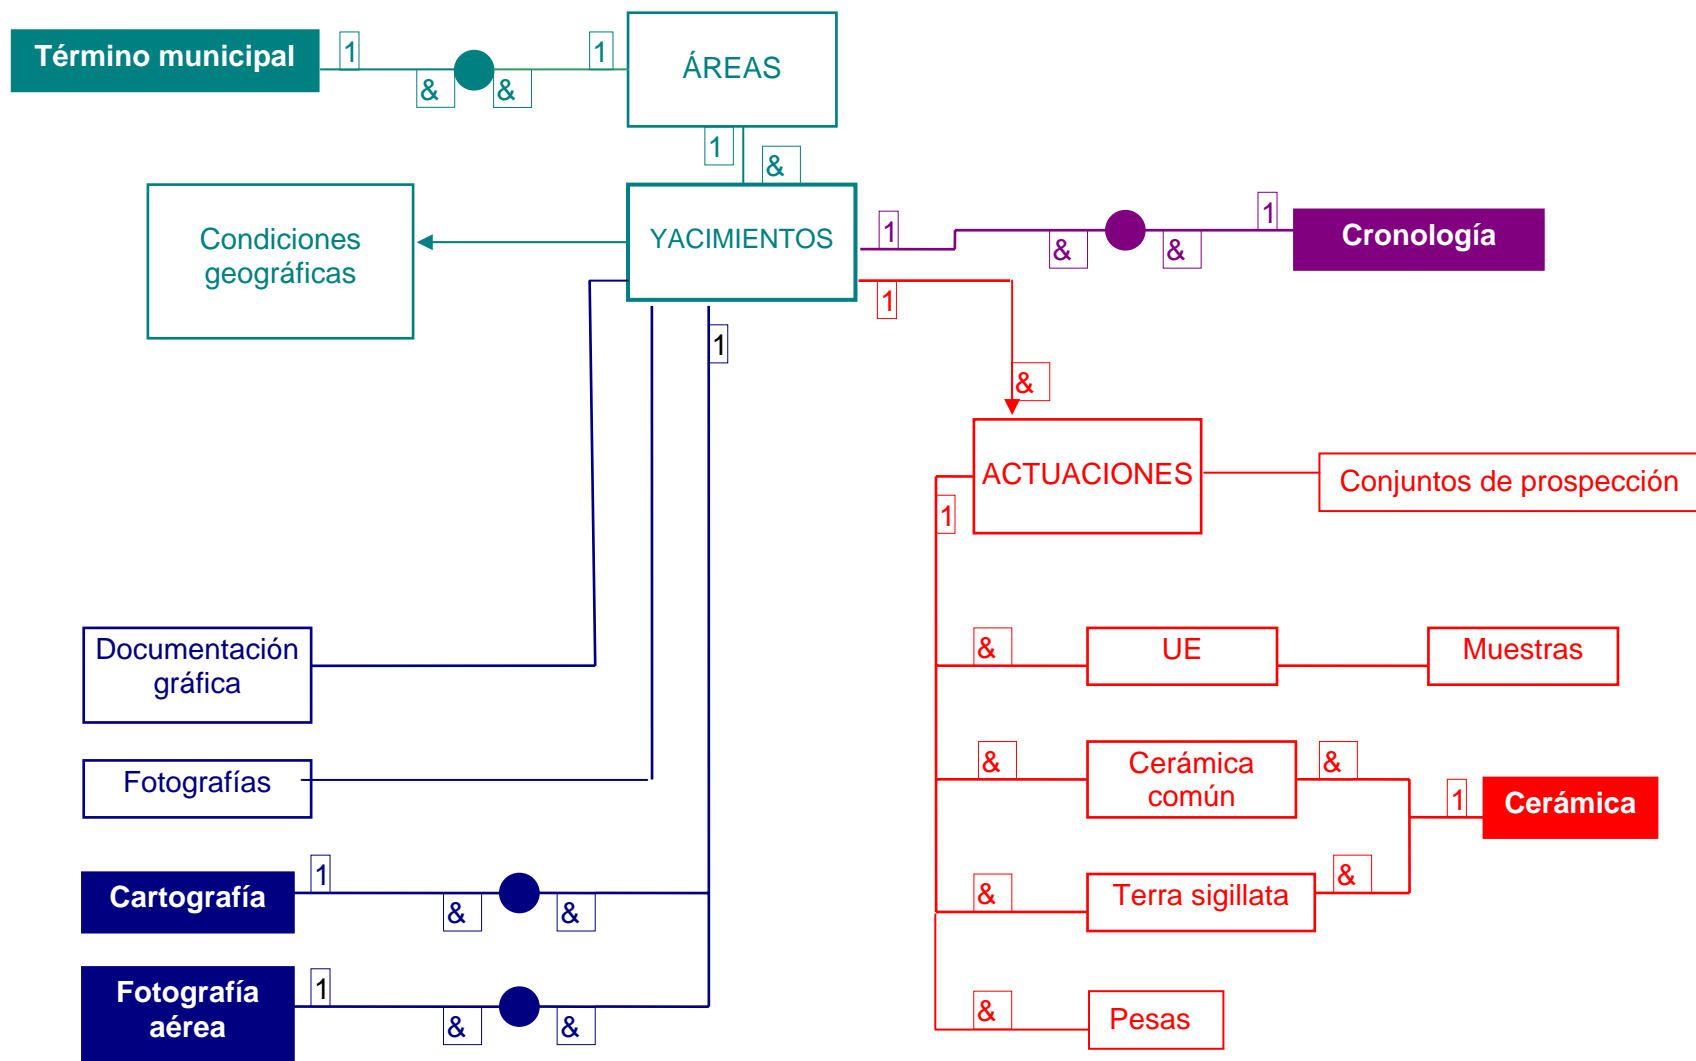 Término municipal
1
&
&
1
ÁREAS
1
&
Condiciones
geográficas
YACIMIENTOS
1
&
&
1
Cronología
1
1
&
ACTUACIONES
Conjuntos de prospección
1
Documentación
gráfica
&
UE
Muestras
Fotografías
&
Cerámica
común
&
1
Cerámica
Cartografía
1
&
&
&
Terra sigillata
&
Fotografía
aérea
1
&
&
&
Pesas